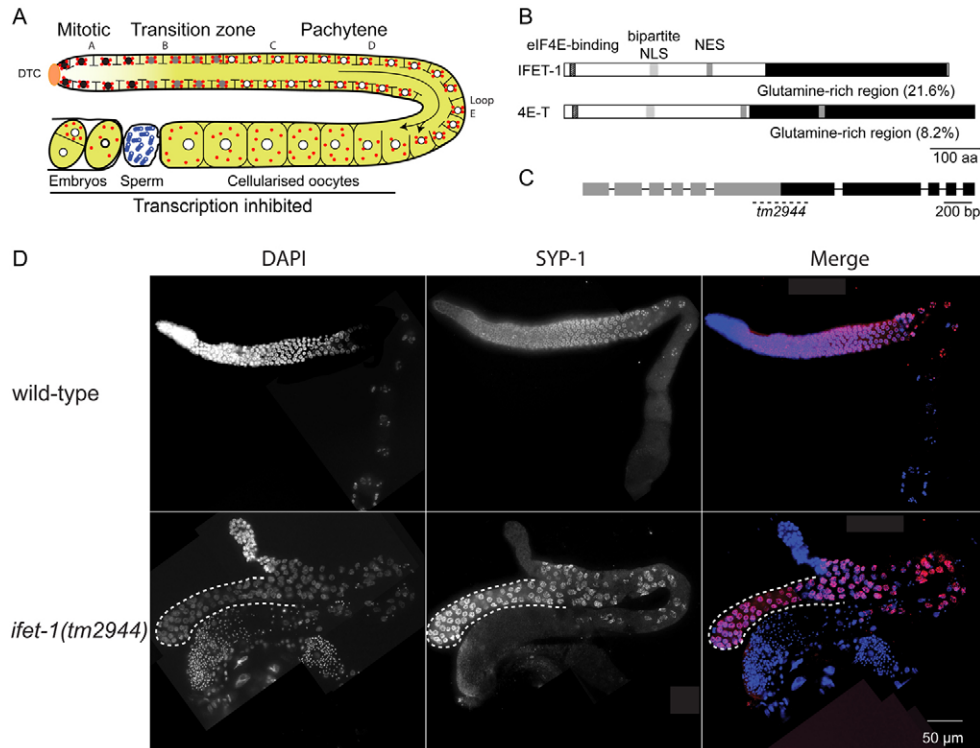 A
Mitotic Transition zone Pachytene
A B C D
DTC
Loop
E
Embryos Sperm Cellularised oocytes
Transcription inhibited
B
eIF4E-binding bipartite NLS NES
IFET-1
Glutamine-rich region (21.6%)
4E-T
Glutamine-rich region (8.2%)
100 aa
C
tm2944
200 bp
D
DAPI SYP-1 Merge
wild-type
ifet-1(tm2944)
50 µm